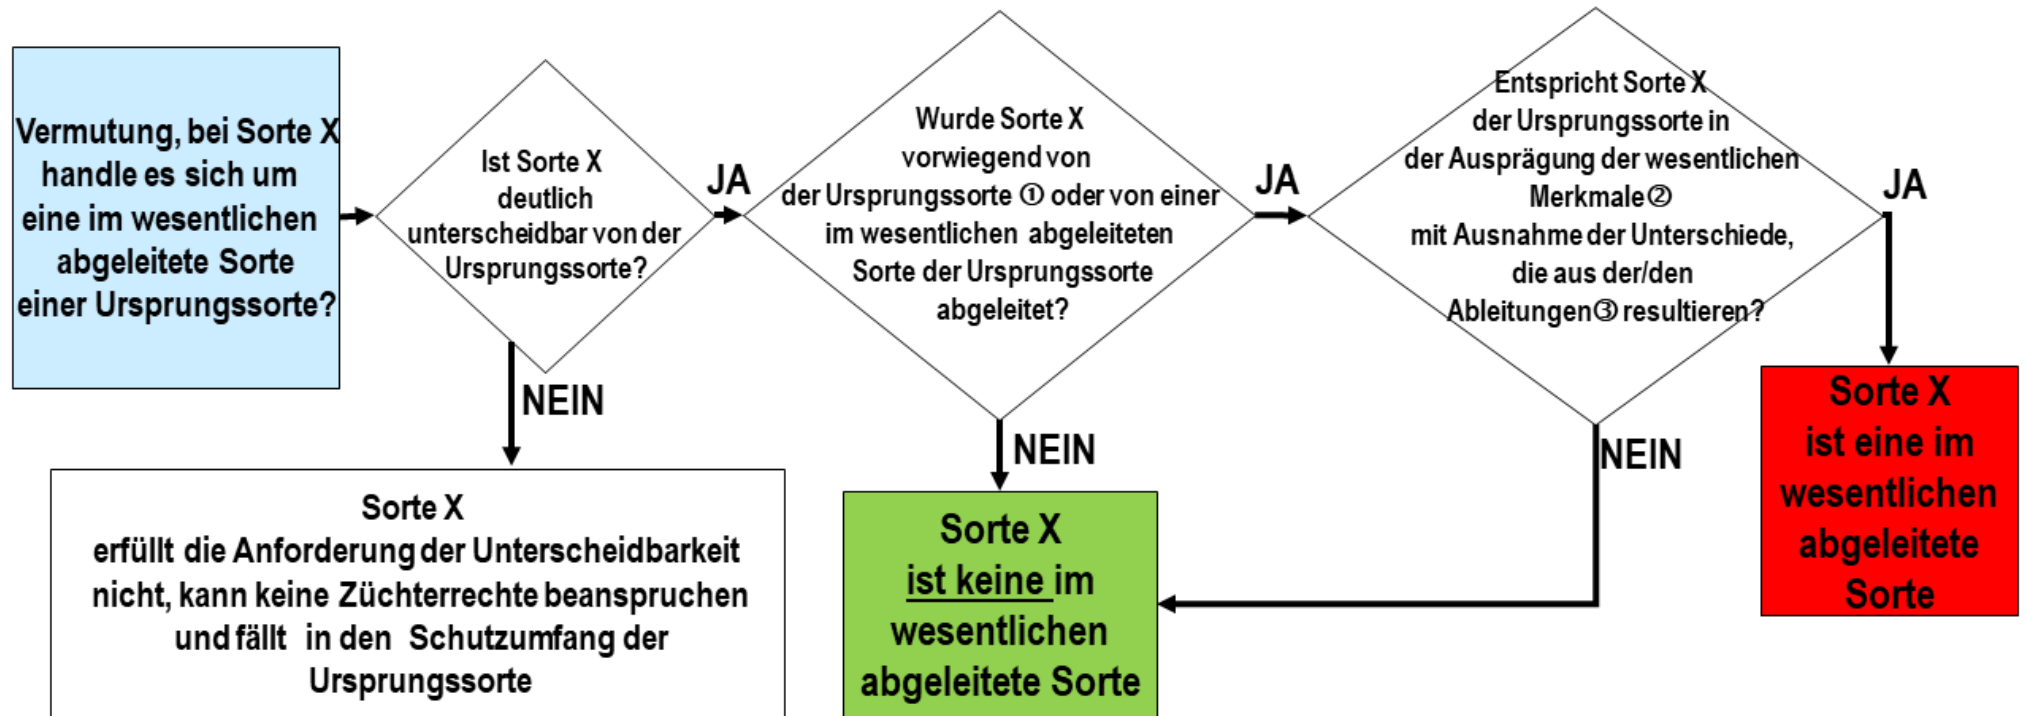 Vermutung, bei Sorte X
handle es sich um
eine im wesentlichen
abgeleitete Sorte
einer Ursprungssorte?
Ist Sorte X
deutlich
unterscheidbar von der
Ursprungssorte?
JA
NEIN
Sorte X
erfüllt die Anforderung der Unterscheidbarkeit
nicht, kann keine Züchterrechte beanspruchen
und fällt in den Schutzumfang der
Ursprungssorte
Wurde Sorte X
vorwiegend von
der Ursprungssorte ① oder von einer
im wesentlichen abgeleiteten
Sorte der Ursprungssorte
abgeleitet?
JA
NEIN
Sorte X
ist keine im
wesentlichen
abgeleitete Sorte
Entspricht Sorte X
der Ursprungssorte in
der Ausprägung der wesentlichen
Merkmale②
mit Ausnahme der Unterschiede,
die aus der/den
Ableitungen③ resultieren?
JA
NEIN
Sorte X
ist eine im
wesentlichen
abgeleitete
Sorte